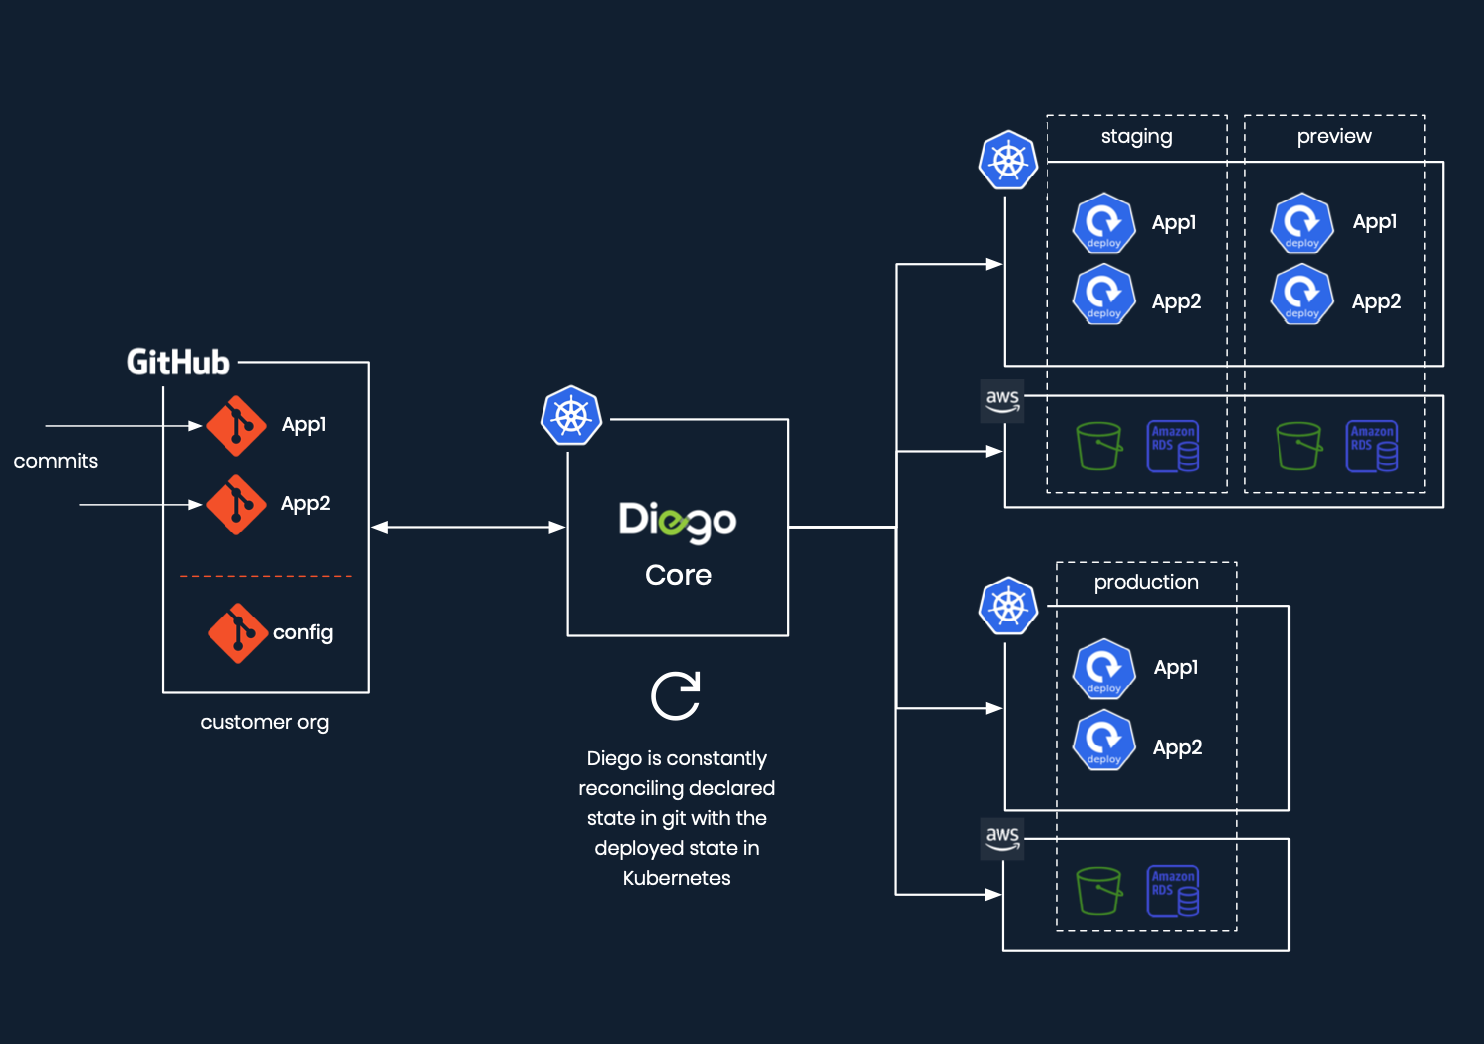 GitHub
App1
commits
App2
config
customer org
Diego
Core
Diego is constantly
reconciling declared
state in git with the
deployed state in
Kubernetes
staging
preview
deploy
App1
deploy
App1
deploy
App2
deploy
App2
aws
Amazon
RDS
Amazon
RDS
production
deploy
App1
deploy
App2
aws
Amazon
RDS